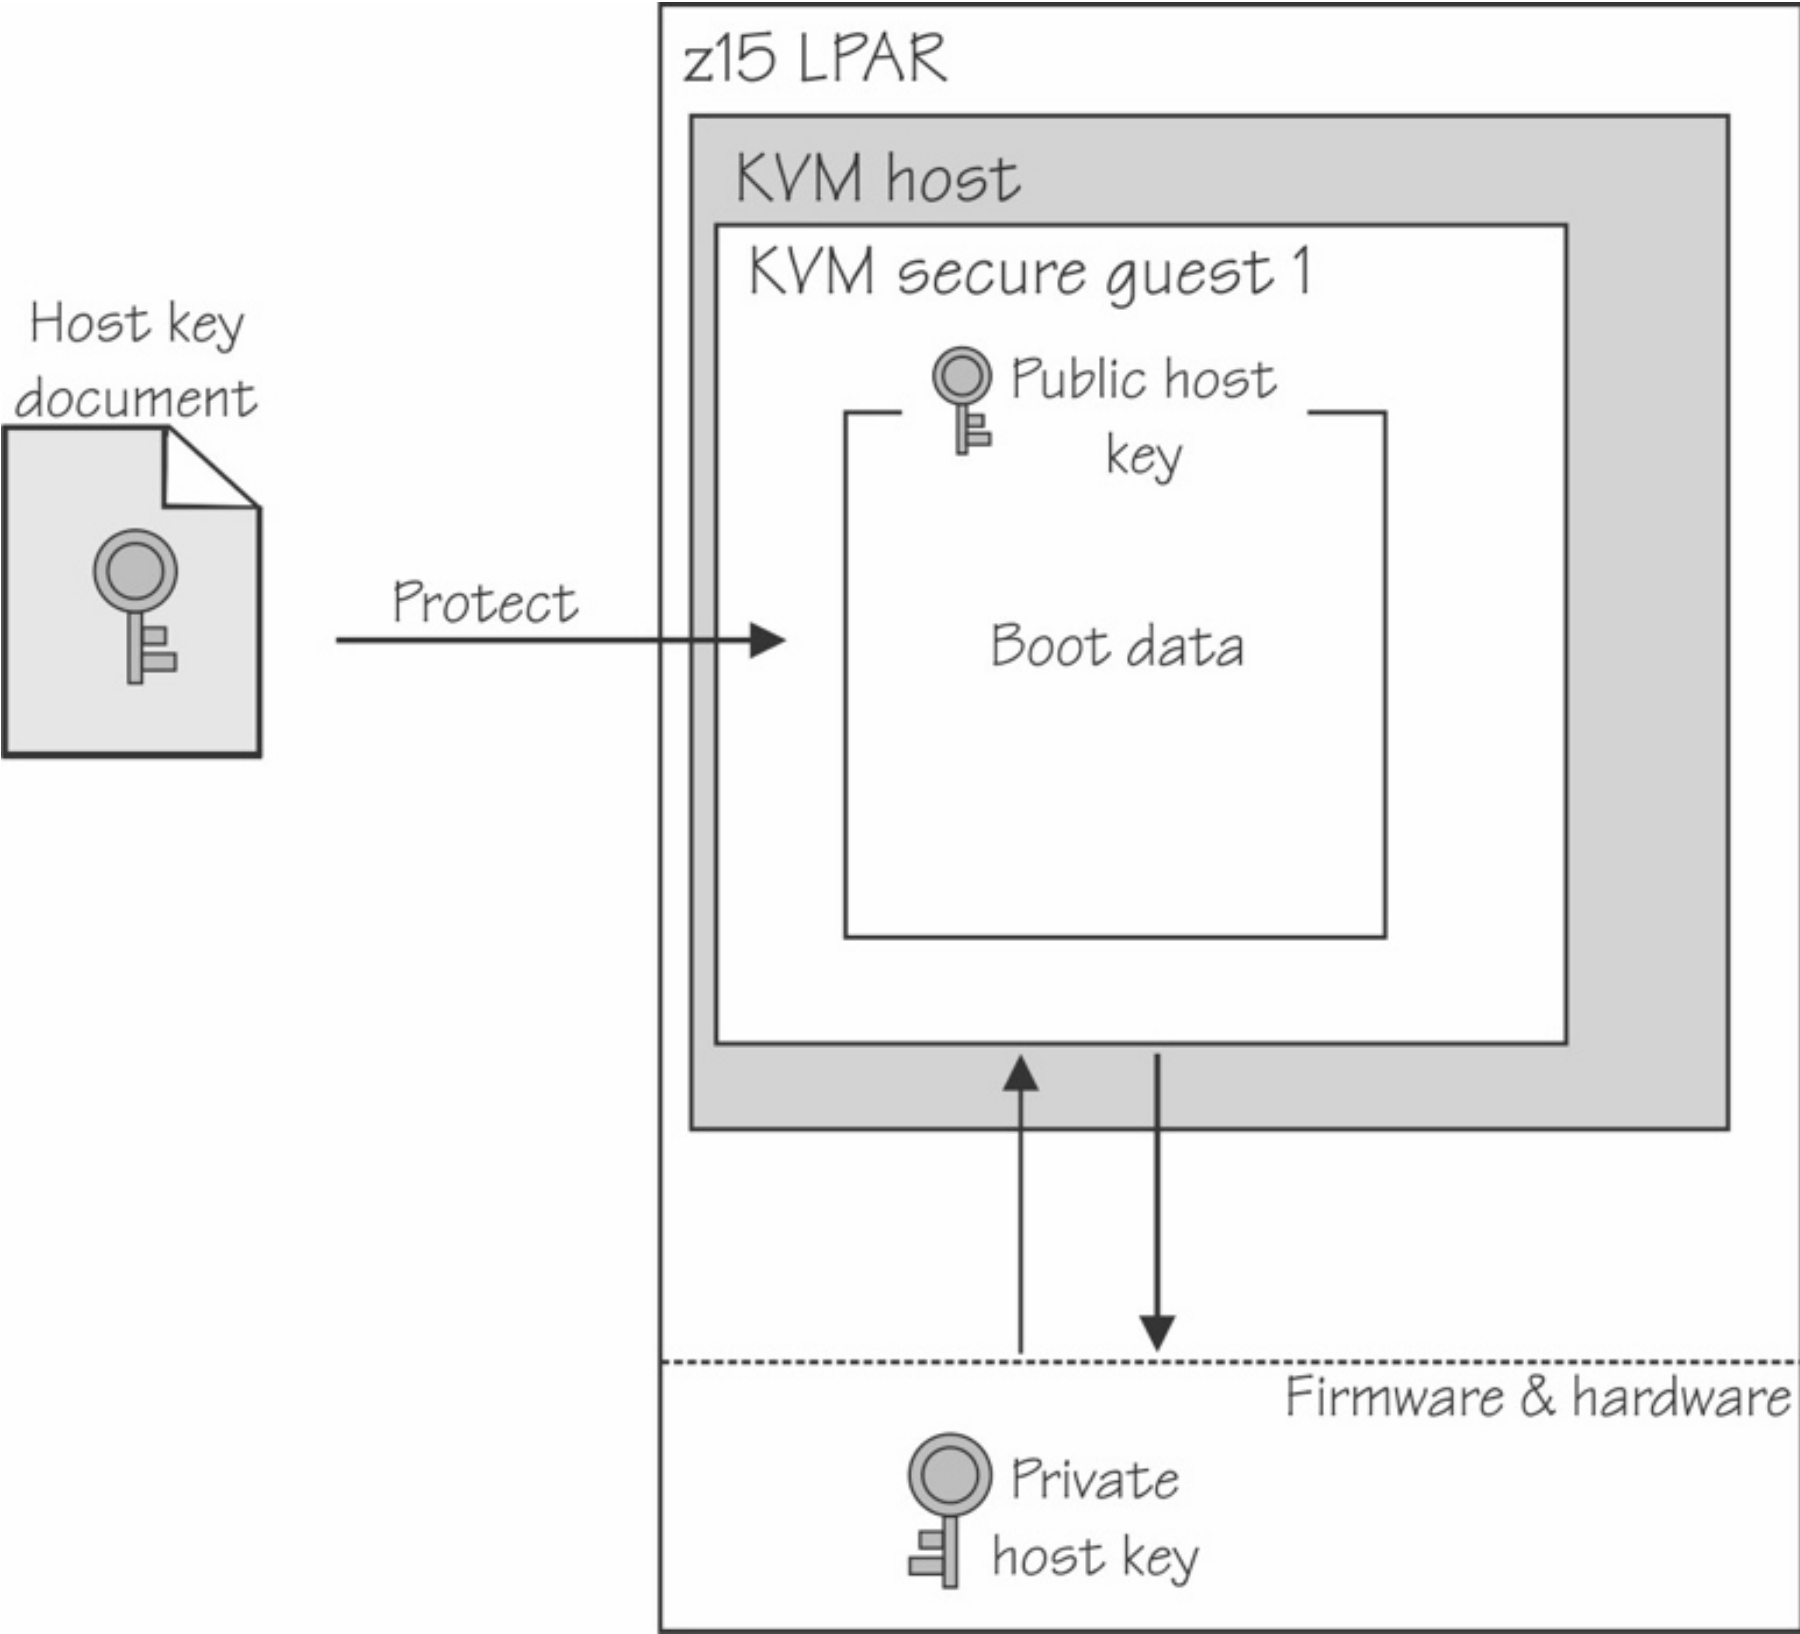 z15 LPAR
KVM host
KVM secure guest 1
Host key
document
Public host
key
Protect
Boot data
Firmware & hardware
Private
host key